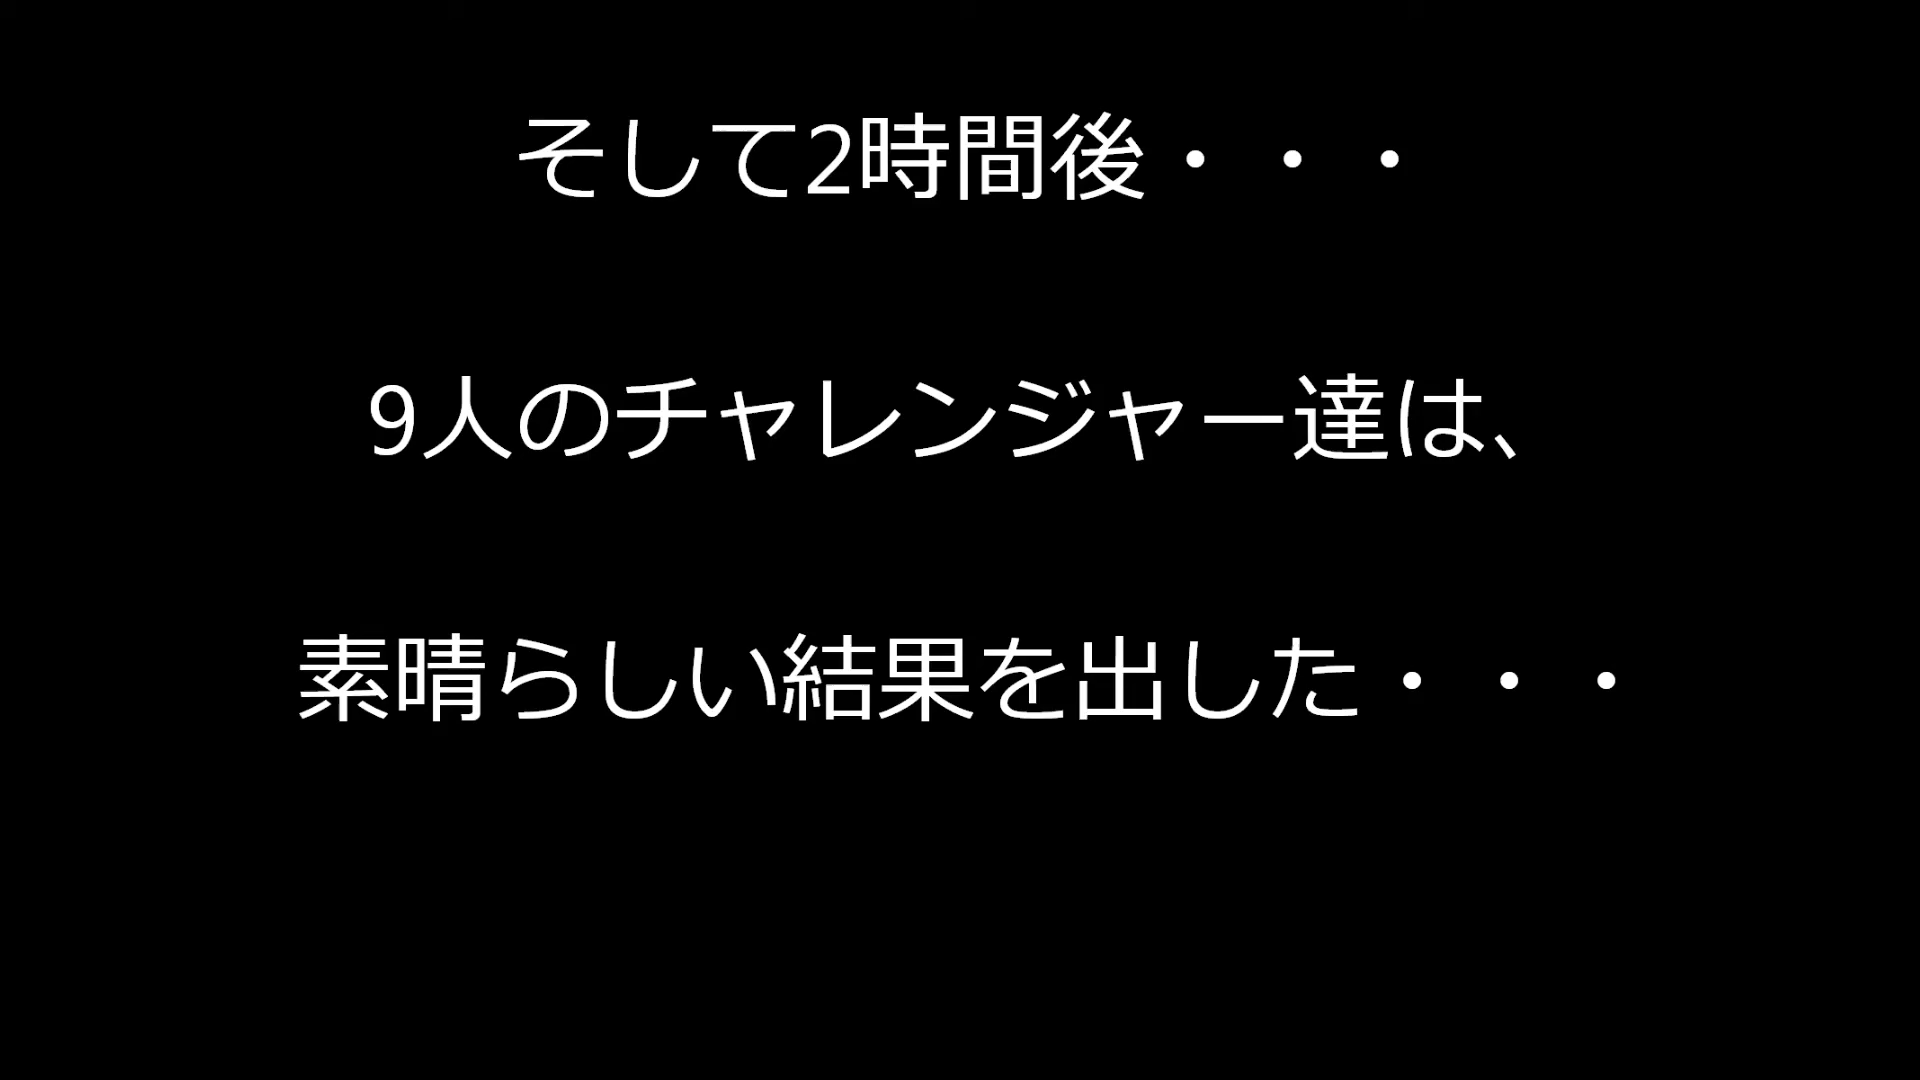 そして2時間後・・・
9人のチャレンジャー達は、
素晴らしい結果を出した・・・